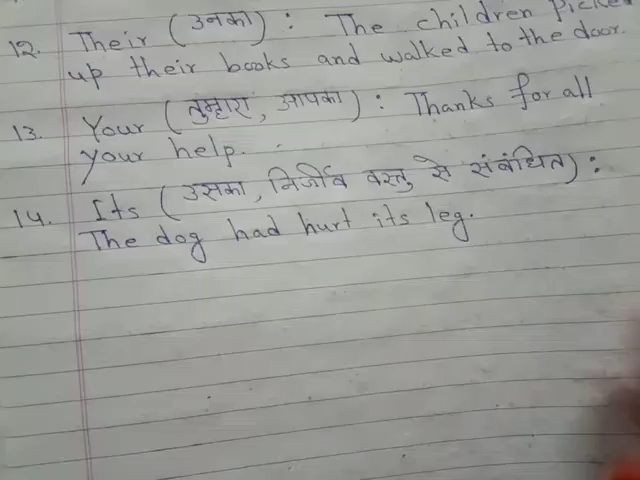 12. Their (उनका) : The children Picked
up their books and walked to the door.
13. Your (तुम्हारा, आपका) : Thanks for all
your help.
14. Its (उसका, निर्जीव वस्तु से संबंधित) :
The dog had hurt its leg.